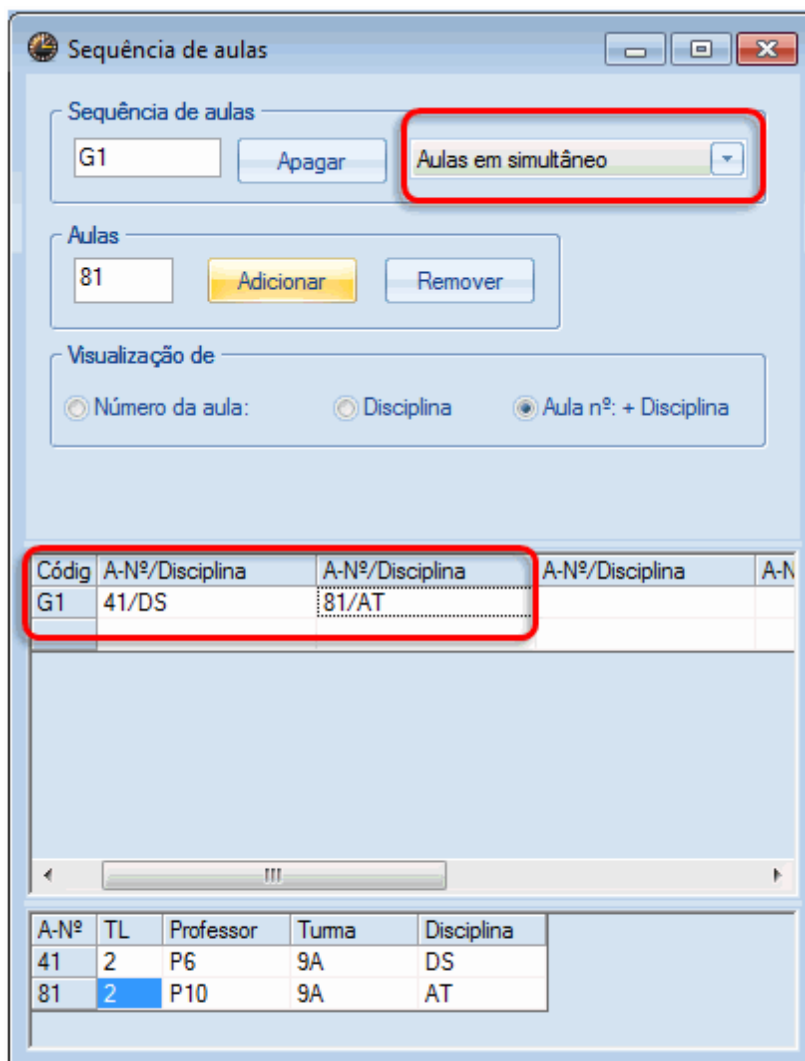 Sequência de aulas
Sequência de aulas
G1 Apagar Aulas em simultâneo
Aulas
81 Adicionar Remover
Visualização de
Número da aula: Disciplina Aula nº: + Disciplina
Códig A-Nº/Disciplina A-Nº/Disciplina A-Nº/Disciplina A-N
G1 41/DS 81/AT
A-Nº TL Professor Turma Disciplina
41 2 P6 9A DS
81 2 P10 9A AT